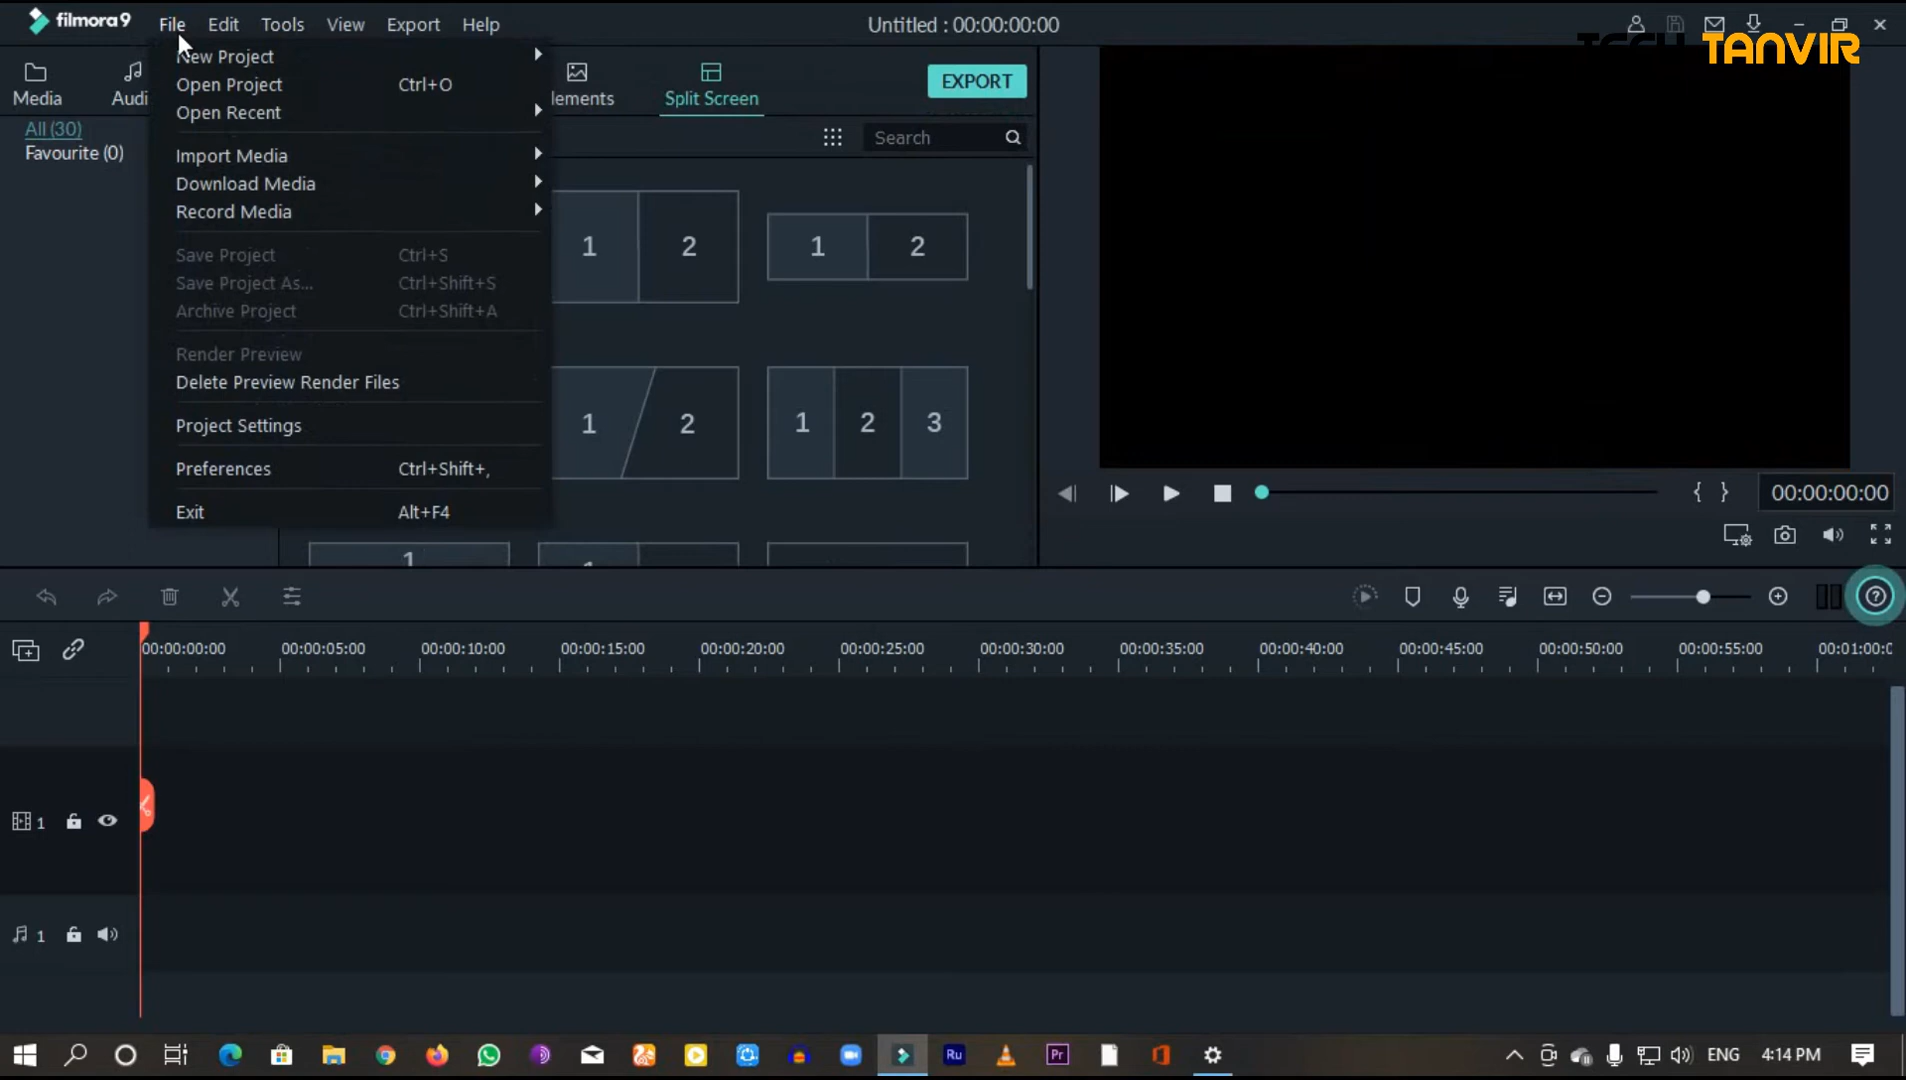 filmora9 File Edit Tools View Export Help Untitled : 00:00:00:00
TECH TANVIR
New Project
Open Project Ctrl+O
Open Recent
Import Media
Download Media
Record Media
Save Project Ctrl+S
Save Project As... Ctrl+Shift+S
Archive Project Ctrl+Shift+A
Render Preview
Delete Preview Render Files
Project Settings
Preferences Ctrl+Shift+,
Exit Alt+F4
Media Audi lements Split Screen EXPORT
All (30)
Favourite (0)
Search
1 2 1 2
1 2 1 2 3
1 1
{ } 00:00:00:00
00:00:00:00 00:00:05:00 00:00:10:00 00:00:15:00 00:00:20:00 00:00:25:00 00:00:30:00 00:00:35:00 00:00:40:00 00:00:45:00 00:00:50:00 00:00:55:00 00:01:00:0
1
1
Ru Pr ENG 4:14 PM